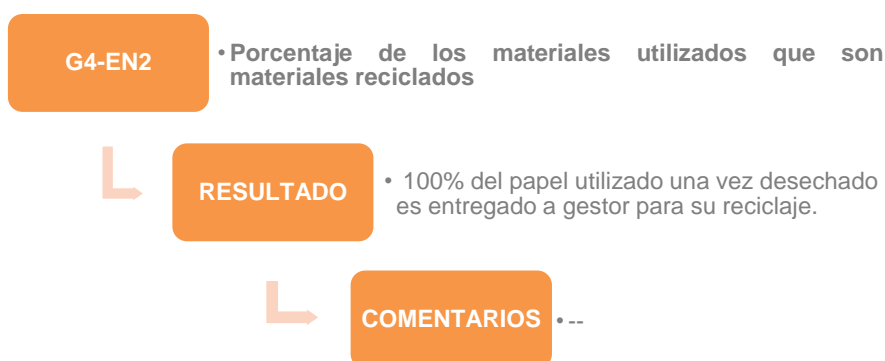 G4-EN2
• Porcentaje de los materiales utilizados que son
materiales reciclados
RESULTADO
• 100% del papel utilizado una vez desechado
es entregado a gestor para su reciclaje.
COMENTARIOS
• --